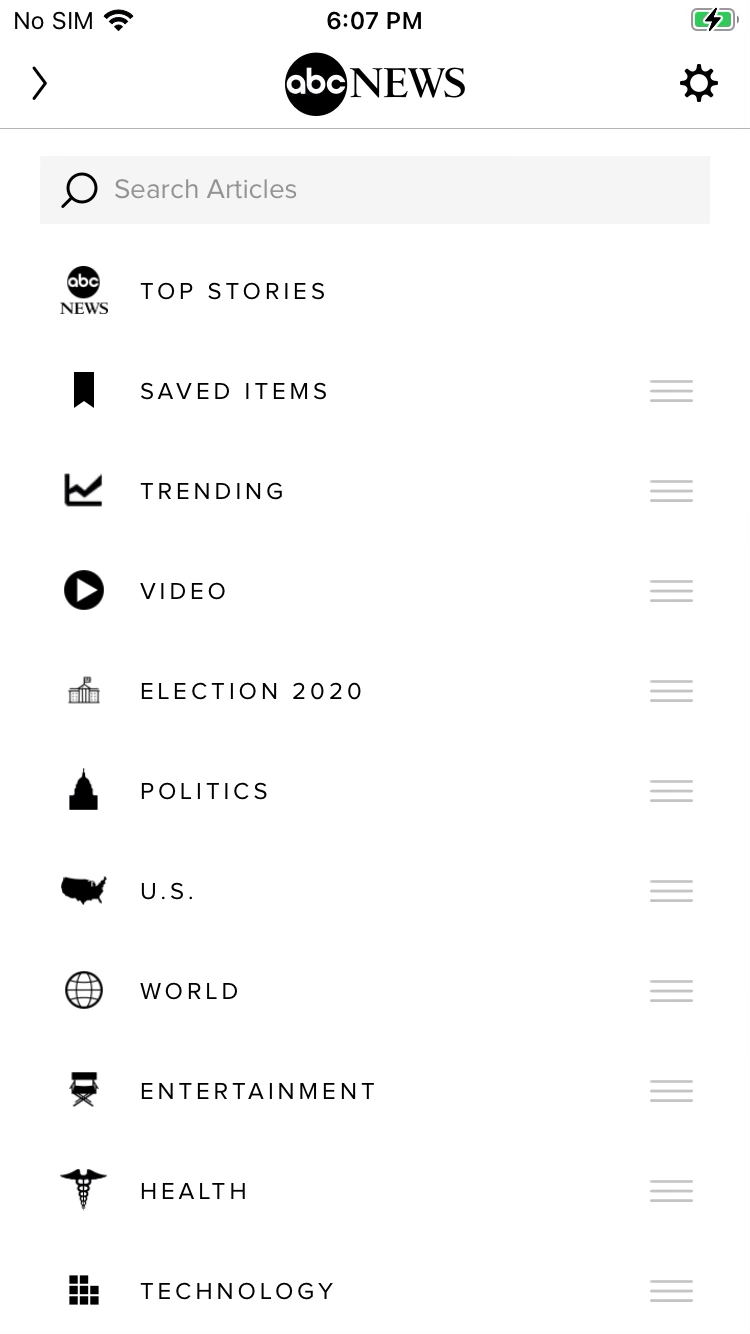 No SIM 6:07 PM
abc NEWS
Search Articles
abc
NEWS
TOP STORIES
SAVED ITEMS
TRENDING
VIDEO
ELECTION 2020
POLITICS
U.S.
WORLD
ENTERTAINMENT
HEALTH
TECHNOLOGY